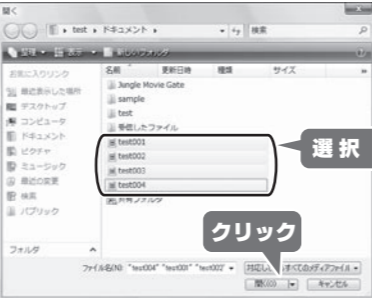 開く
test ▸ ドキュメント ▸
検索
整理 ▾ 表示 ▾ 新しいフォルダ
お気に入りリンク
最近表示した場所
デスクトップ
コンピュータ
ドキュメント
ピクチャ
ミュージック
最近の変更
検索
パブリック
フォルダ
名前 更新日時 種類 サイズ
Jungle Movie Gate
sample
test
受信したファイル
test001
test002
test003
test004
共有フォルダ
選択
クリック
ファイル名(N): "test004" "test001" "test002"
すべてのメディアファイル
開く(O) キャンセル